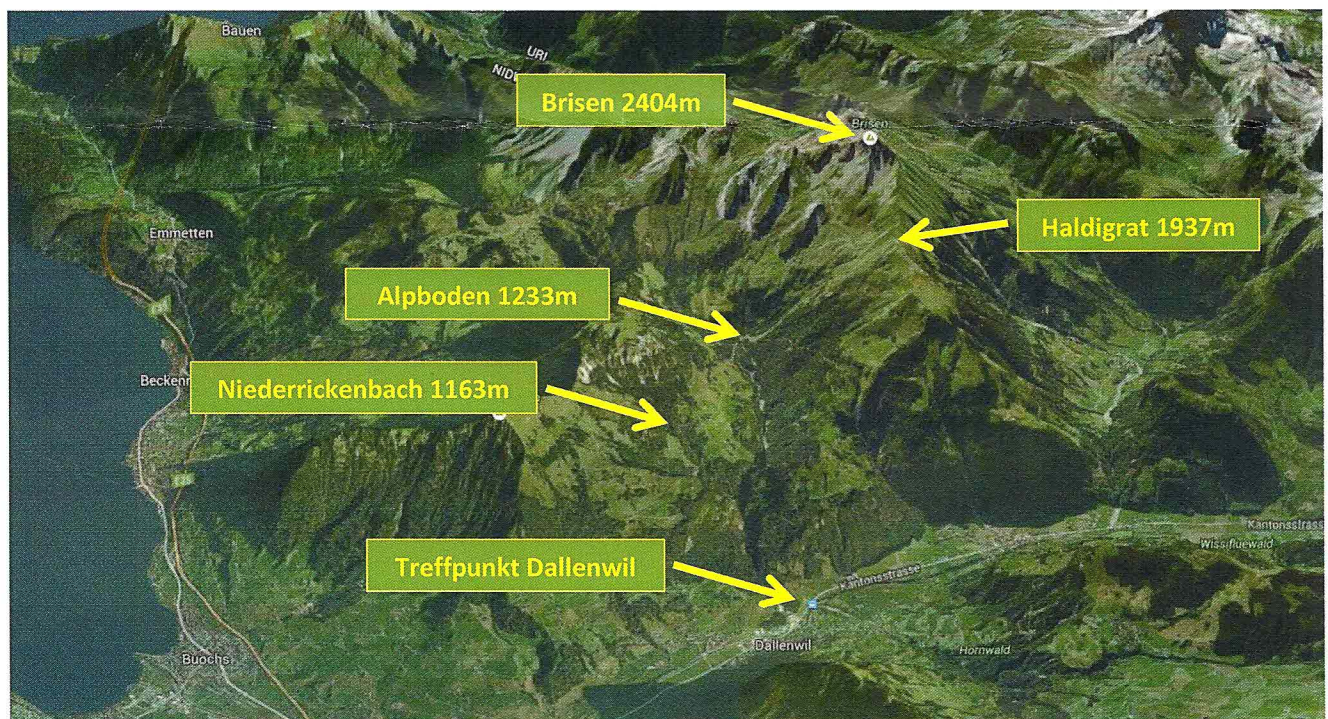 Bauen
URI
NIDW
Brisen 2404m
Brisen
Haldigrat 1937m
Emmetten
Alpboden 1233m
Niederrickenbach 1163m
Treffpunkt Dallenwil
Kantonsstrasse
Kantonsstrasse
Wissifluewald
Dallenwil
Hornwald
Buochs